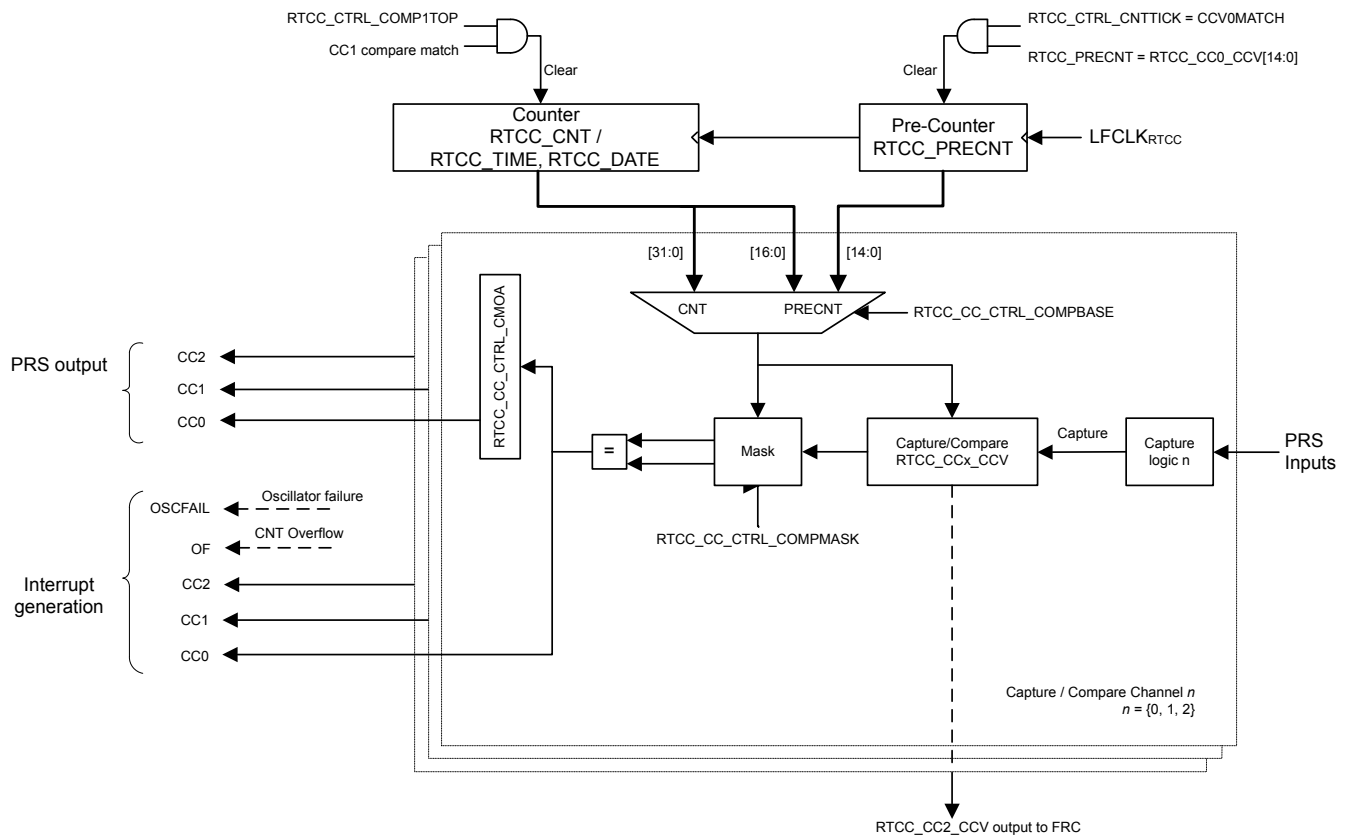 RTCC_CTRL_COMP1TOP
CC1 compare match
RTCC_CTRL_CNTTICK = CCV0MATCH
RTCC_PRECNT = RTCC_CC0_CCV[14:0]
Clear
Clear
Counter
RTCC_CNT /
RTCC_TIME, RTCC_DATE
Pre-Counter
RTCC_PRECNT
LFCLKRTCC
[31:0]
[16:0]
[14:0]
CNT
PRECNT
RTCC_CC_CTRL_COMPBASE
RTCC_CC_CTRL_CMOA
PRS output
CC2
CC1
CC0
=
Mask
Capture/Compare
RTCC_CCx_CCV
Capture
Capture
logic n
PRS
Inputs
RTCC_CC_CTRL_COMPMASK
Interrupt
generation
OSCFAIL
Oscillator failure
OF
CNT Overflow
CC2
CC1
CC0
Capture / Compare Channel n
n = {0, 1, 2}
RTCC_CC2_CCV output to FRC